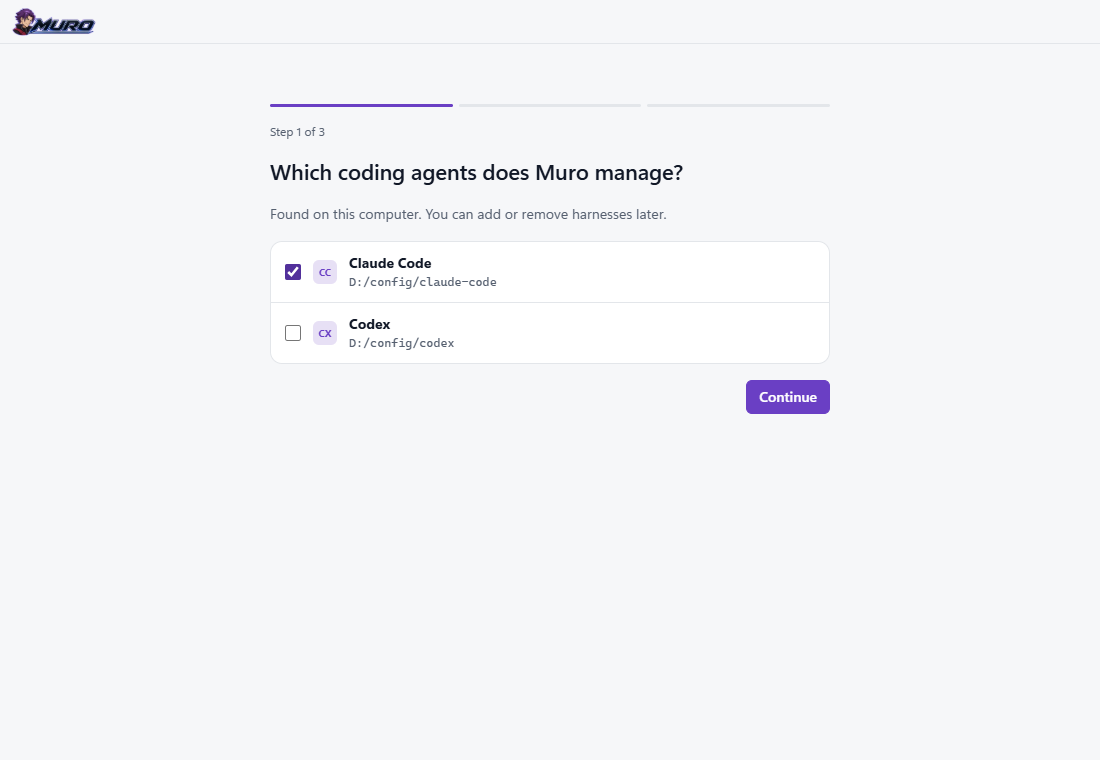 MURO
Step 1 of 3
Which coding agents does Muro manage?
Found on this computer. You can add or remove harnesses later.
CC
Claude Code
D:/config/claude-code
CX
Codex
D:/config/codex
Continue